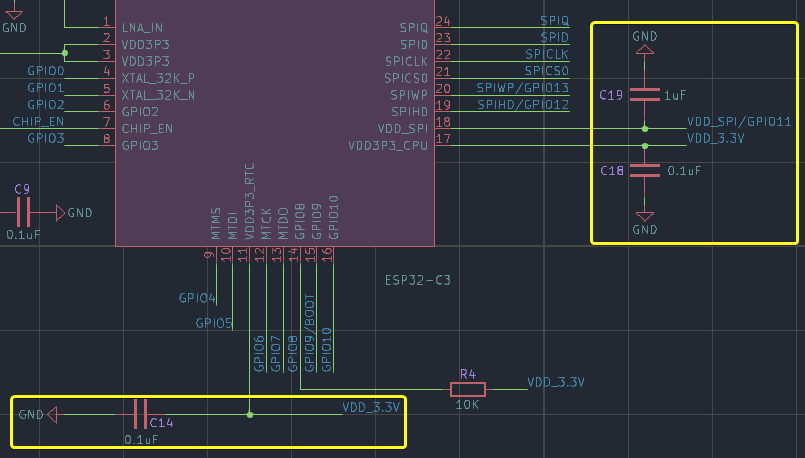 GND
1 LNA_IN
2 VDD3P3
3 VDD3P3
GPIO0 4 XTAL_32K_P
GPIO1 5 XTAL_32K_N
GPIO2 6 GPIO2
CHIP_EN 7 CHIP_EN
GPIO3 8 GPIO3
SPIQ 24 SPIQ
SPID 23 SPID
SPICLK 22 SPICLK
SPICS0 21 SPICS0
SPIWP 20 SPIWP/GPIO13
SPIHD 19 SPIHD/GPIO12
VDD_SPI 18 VDD_SPI/GPIO11
VDD3P3_CPU 17 VDD_3.3V
GND
C19 1uF
C18 0.1uF
GND
C9
GND
0.1uF
MTMS 9 GPIO4
MTDI 10 GPIO5
VDD3P3_RTC 11
MTCK 12 GPIO6
MTDO 13 GPIO7
GPIO8 14 GPIO8
GPIO9 15 GPIO9/BOOT
GPIO10 16 GPIO10
ESP32-C3
R4
VDD_3.3V
10K
GND
C14
VDD_3.3V
0.1uF